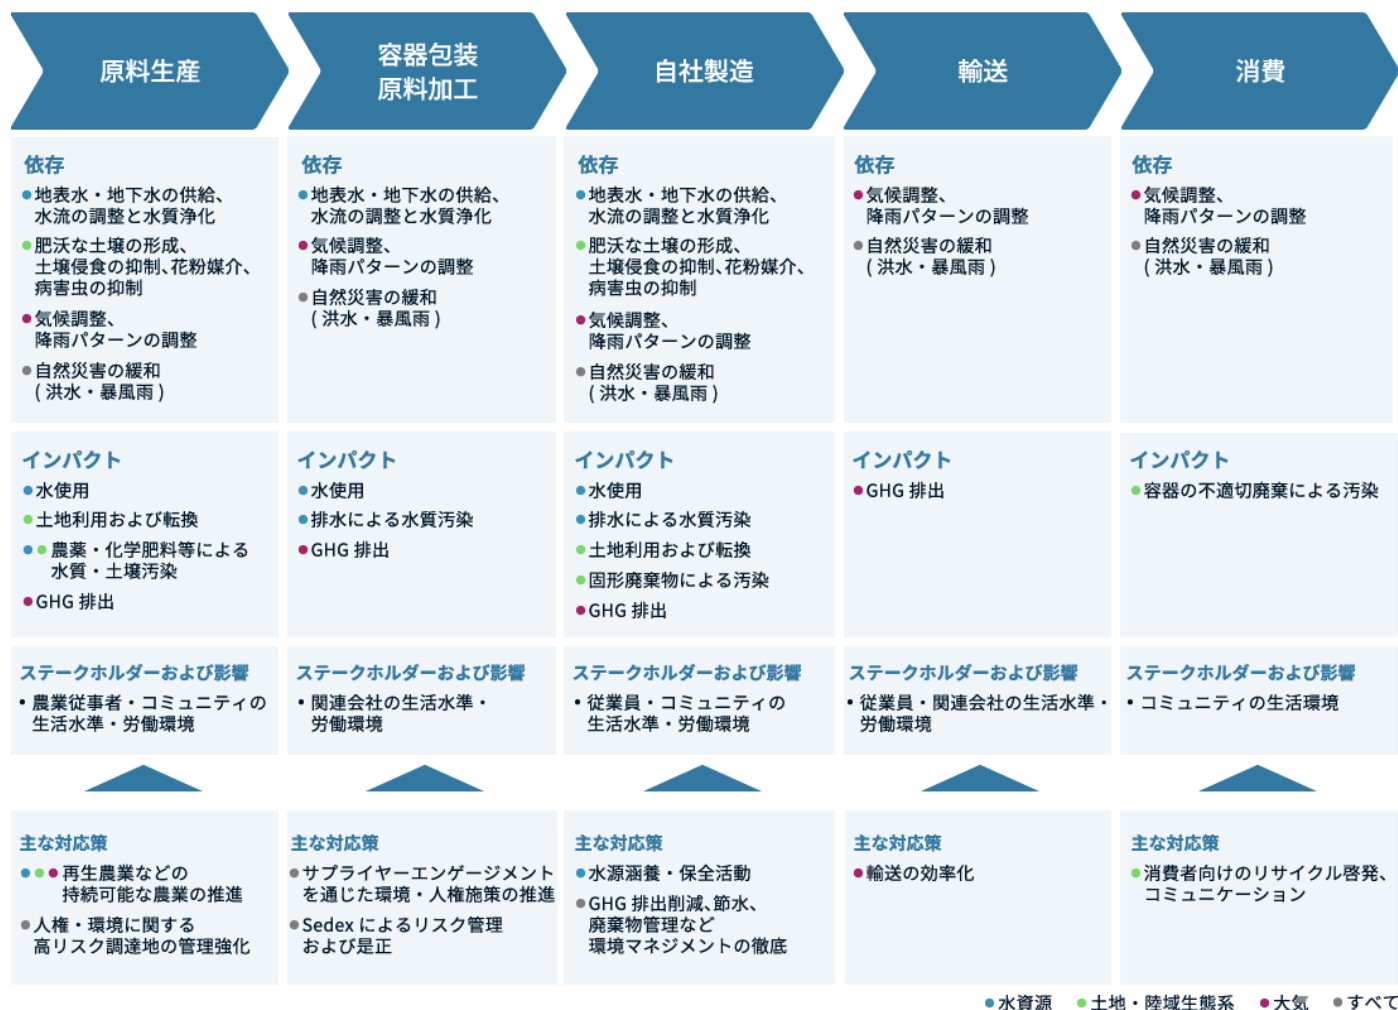 原料生産
容器包装
原料加工
自社製造
輸送
消費
依存
●地表水・地下水の供給、
水流の調整と水質浄化
●肥沃な土壌の形成、
土壌侵食の抑制、花粉媒介、
病害虫の抑制
●気候調整、
降雨パターンの調整
●自然災害の緩和
( 洪水・暴風雨 )
依存
●地表水・地下水の供給、
水流の調整と水質浄化
●気候調整、
降雨パターンの調整
●自然災害の緩和
( 洪水・暴風雨 )
依存
●地表水・地下水の供給、
水流の調整と水質浄化
●肥沃な土壌の形成、
土壌侵食の抑制、花粉媒介、
病害虫の抑制
●気候調整、
降雨パターンの調整
●自然災害の緩和
( 洪水・暴風雨 )
依存
●気候調整、
降雨パターンの調整
●自然災害の緩和
( 洪水・暴風雨 )
依存
●気候調整、
降雨パターンの調整
●自然災害の緩和
( 洪水・暴風雨 )
インパクト
●水使用
●土地利用および転換
●●農薬・化学肥料等による
水質・土壌汚染
●GHG 排出
インパクト
●水使用
●排水による水質汚染
●GHG 排出
インパクト
●水使用
●排水による水質汚染
●土地利用および転換
●固形廃棄物による汚染
●GHG 排出
インパクト
●GHG 排出
インパクト
●容器の不適切廃棄による汚染
ステークホルダーおよび影響
・農業従事者・コミュニティの
生活水準・労働環境
ステークホルダーおよび影響
・関連会社の生活水準・
労働環境
ステークホルダーおよび影響
・従業員・コミュニティの
生活水準・労働環境
ステークホルダーおよび影響
・従業員・関連会社の生活水準・
労働環境
ステークホルダーおよび影響
・コミュニティの生活環境
主な対応策
●●●再生農業などの
持続可能な農業の推進
●人権・環境に関する
高リスク調達地の管理強化
主な対応策
●サプライヤーエンゲージメント
を通じた環境・人権施策の推進
●Sedex によるリスク管理
および是正
主な対応策
●水源涵養・保全活動
●GHG 排出削減、節水、
廃棄物管理など
環境マネジメントの徹底
主な対応策
●輸送の効率化
主な対応策
●消費者向けのリサイクル啓発、
コミュニケーション
●水資源 ●土地・陸域生態系 ●大気 ●すべて